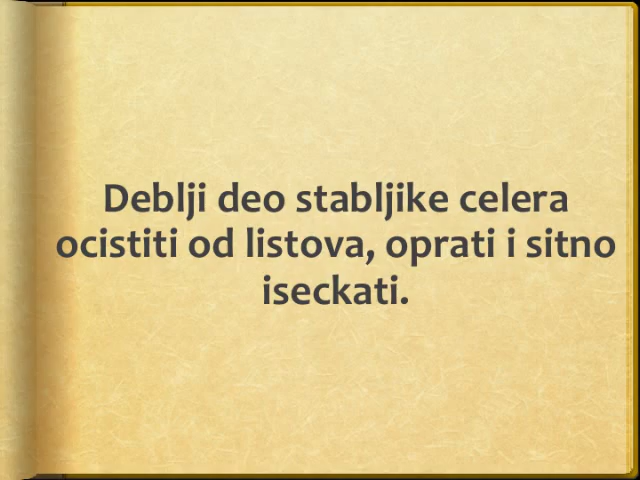 Deblji deo stabljike celera
ocistiti od listova, oprati i sitno
iseckati.